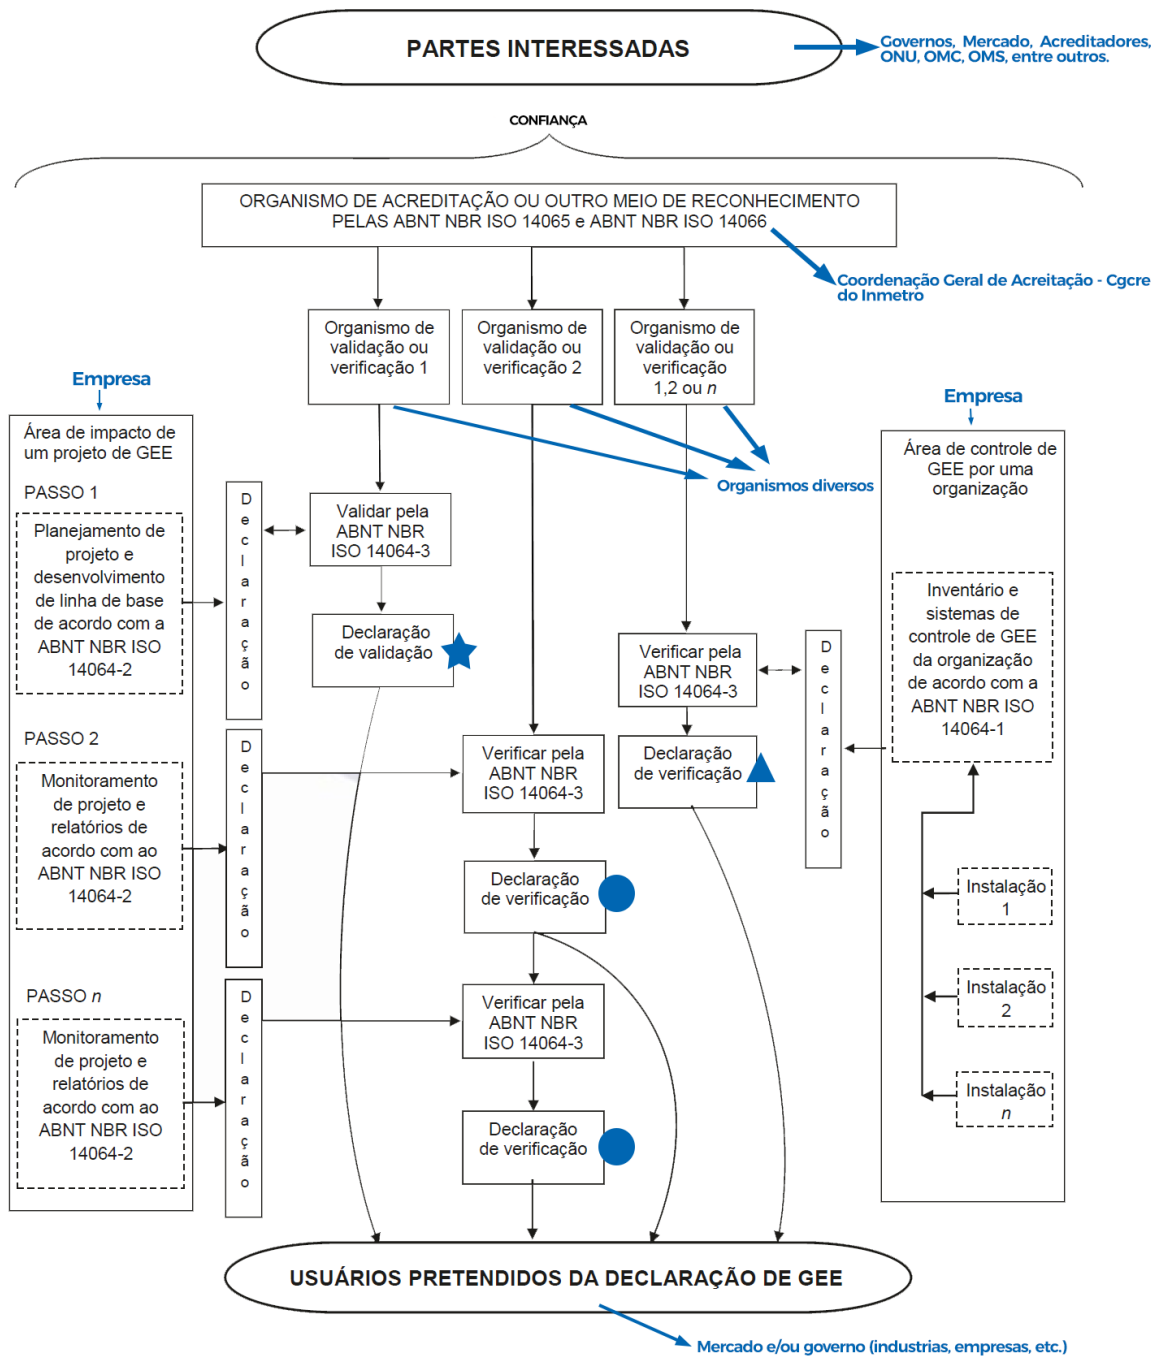 PARTES INTERESSADAS
Governos, Mercado, Acreditadores,
ONU, OMC, OMS, entre outros.
CONFIANÇA
ORGANISMO DE ACREDITAÇÃO OU OUTRO MEIO DE RECONHECIMENTO
PELAS ABNT NBR ISO 14065 e ABNT NBR ISO 14066
Coordenação Geral de Acreitação - Cgcre
do Inmetro
Organismo de
validação ou
verificação 1
Organismo de
validação ou
verificação 2
Organismo de
validação ou
verificação
1,2 ou n
Organismos diversos
Empresa
Área de impacto de
um projeto de GEE
PASSO 1
Planejamento de
projeto e
desenvolvimento
de linha de base
de acordo com a
ABNT NBR ISO
14064-2
Declaração
Validar pela
ABNT NBR
ISO 14064-3
Declaração
de validação
PASSO 2
Monitoramento
de projeto e
relatórios de
acordo com ao
ABNT NBR ISO
14064-2
Declaração
Verificar pela
ABNT NBR
ISO 14064-3
Declaração
de verificação
PASSO n
Monitoramento
de projeto e
relatórios de
acordo com ao
ABNT NBR ISO
14064-2
Declaração
Verificar pela
ABNT NBR
ISO 14064-3
Declaração
de verificação
Verificar pela
ABNT NBR
ISO 14064-3
Declaração
de verificação
Declaração
Empresa
Área de controle de
GEE por uma
organização
Inventário e
sistemas de
controle de GEE
da organização
de acordo com a
ABNT NBR ISO
14064-1
Instalação
1
Instalação
2
Instalação
n
USUÁRIOS PRETENDIDOS DA DECLARAÇÃO DE GEE
Mercado e/ou governo (industrias, empresas, etc.)